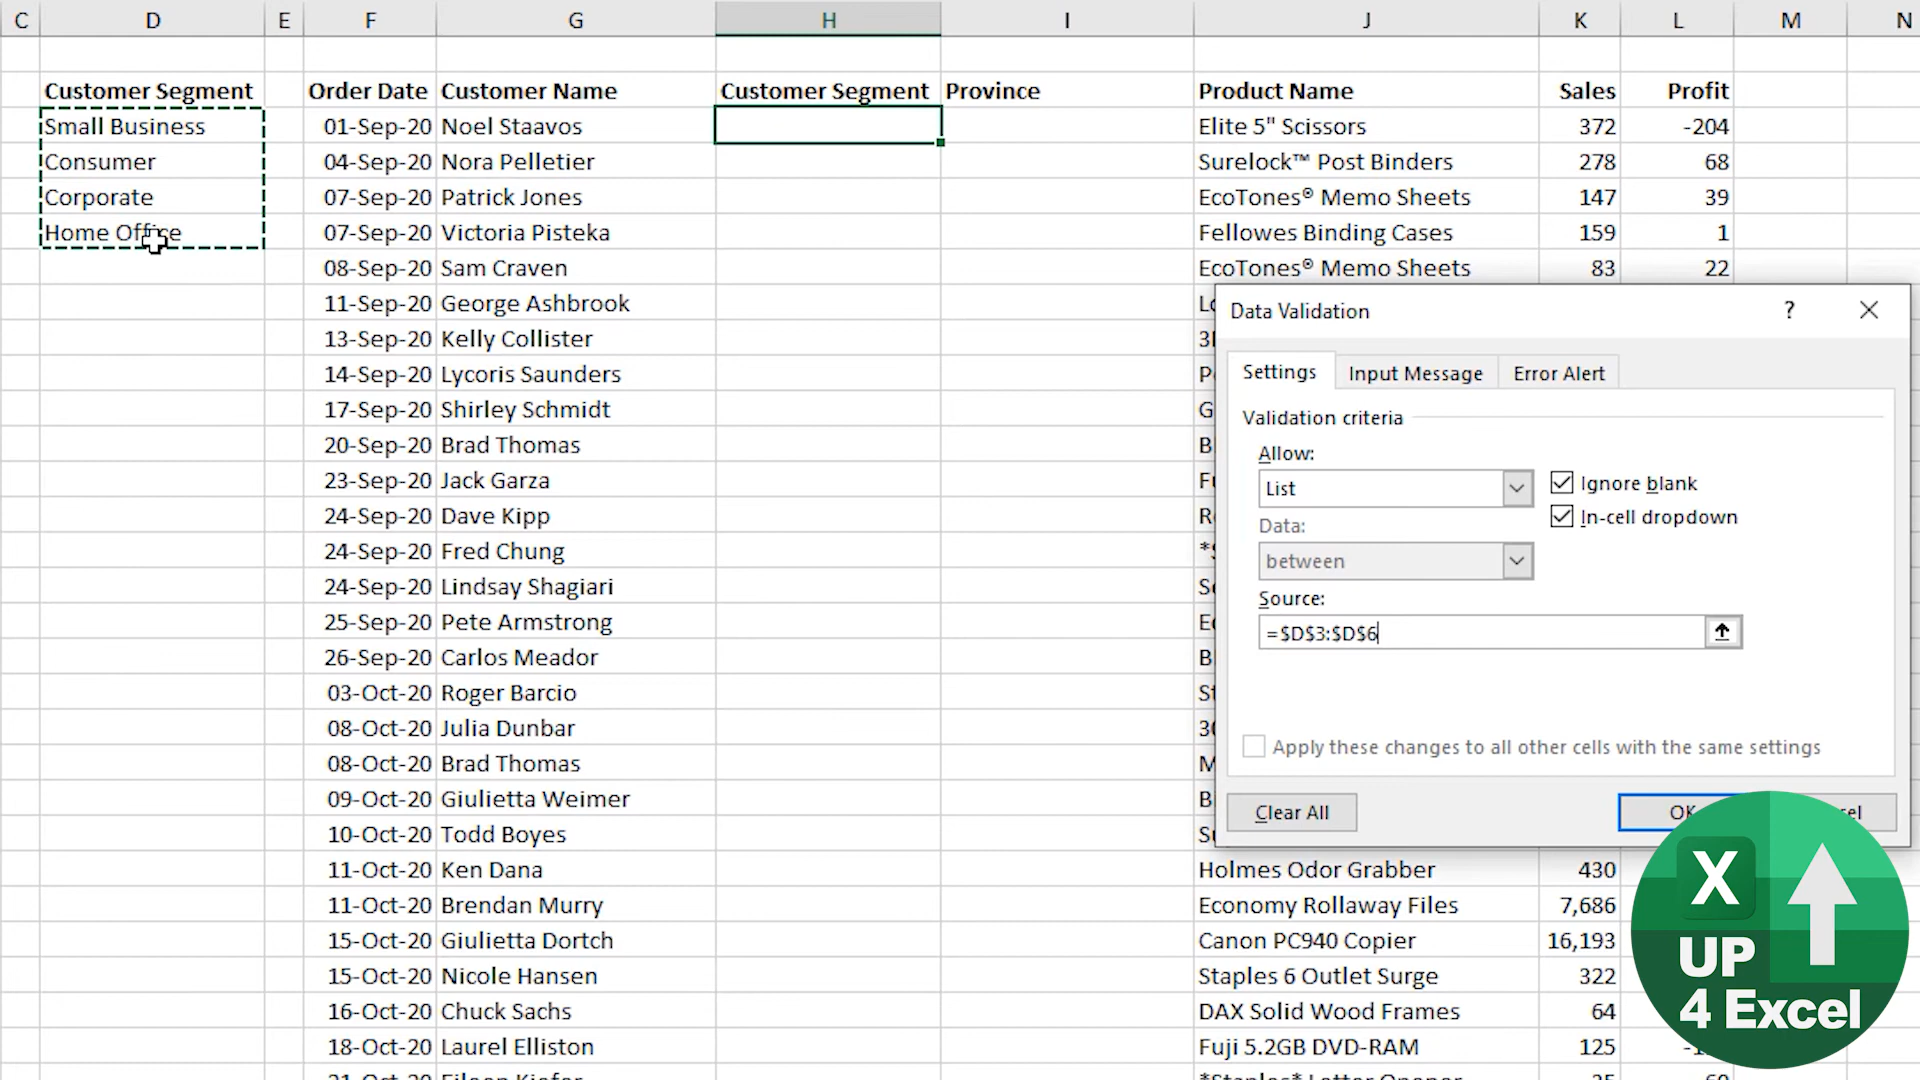 C D E F G H I J K L M N
Customer Segment Order Date Customer Name Customer Segment Province Product Name Sales Profit
Small Business 01-Sep-20 Noel Staavos Elite 5" Scissors 372 -204
Consumer 04-Sep-20 Nora Pelletier Surelock™ Post Binders 278 68
Corporate 07-Sep-20 Patrick Jones EcoTones® Memo Sheets 147 39
Home Office 07-Sep-20 Victoria Pisteka Fellowes Binding Cases 159 1
08-Sep-20 Sam Craven EcoTones® Memo Sheets 83 22
11-Sep-20 George Ashbrook
13-Sep-20 Kelly Collister
14-Sep-20 Lycoris Saunders
17-Sep-20 Shirley Schmidt
20-Sep-20 Brad Thomas
23-Sep-20 Jack Garza
24-Sep-20 Dave Kipp
24-Sep-20 Fred Chung
24-Sep-20 Lindsay Shagiari
25-Sep-20 Pete Armstrong
26-Sep-20 Carlos Meador
03-Oct-20 Roger Barcio
08-Oct-20 Julia Dunbar
08-Oct-20 Brad Thomas
09-Oct-20 Giulietta Weimer
10-Oct-20 Todd Boyes
11-Oct-20 Ken Dana Holmes Odor Grabber 430
11-Oct-20 Brendan Murry Economy Rollaway Files 7,686
15-Oct-20 Giulietta Dortch Canon PC940 Copier 16,193
15-Oct-20 Nicole Hansen Staples 6 Outlet Surge 322
16-Oct-20 Chuck Sachs DAX Solid Wood Frames 64
18-Oct-20 Laurel Elliston Fuji 5.2GB DVD-RAM 125
Data Validation ?
Settings Input Message Error Alert
Validation criteria
Allow:
List
Ignore blank
In-cell dropdown
Data:
between
Source:
=$D$3:$D$6
Apply these changes to all other cells with the same settings
Clear All OK
X
UP
4 Excel